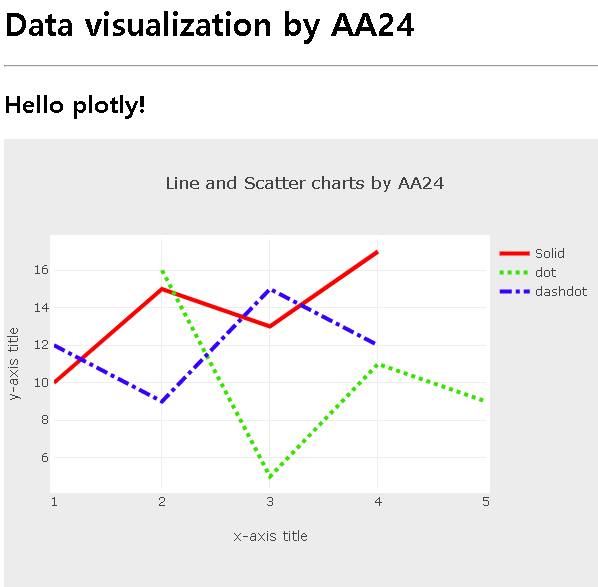 Data visualization by AA24
Hello plotly!
Line and Scatter charts by AA24
Solid
dot
dashdot
16
14
12
10
8
6
y-axis title
1 2 3 4 5
x-axis title